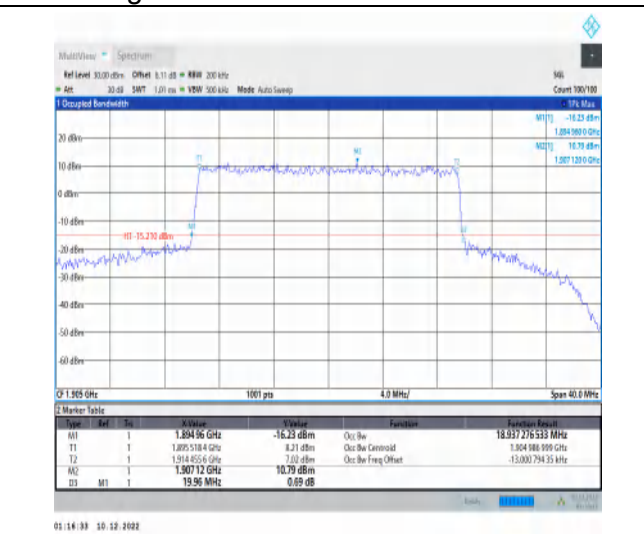 MultiView Spectrum
Ref Level 30.00 dBm Offset 8.11 dB RBW 200 kHz SGL
Att 30 dB SWT 1.01 ms VBW 500 kHz Mode Auto Sweep Count 100/100
1 Occupied Bandwidth 1Pk Max
M1[1] -16.23 dBm
1.894 960 0 GHz
M2[1] 10.79 dBm
1.907 120 0 GHz
20 dBm
M2
T1 T2
10 dBm
0 dBm
-10 dBm
M1
H1 -15.210 dBm
-20 dBm
-30 dBm
-40 dBm
-50 dBm
-60 dBm
CF 1.905 GHz 1001 pts 4.0 MHz/ Span 40.0 MHz
2 Marker Table
Type Ref Trc X-Value Y-Value Function Function Result
M1 1 1.894 96 GHz -16.23 dBm Occ Bw 18.937 276 533 MHz
T1 1 1.895 518 4 GHz 8.21 dBm Occ Bw Centroid 1.904 986 999 GHz
T2 1 1.914 455 6 GHz 7.02 dBm Occ Bw Freq Offset -13.000 794 35 kHz
M2 1 1.907 12 GHz 10.79 dBm
D3 M1 1 19.96 MHz 0.69 dB
01:16:33 10.12.2022